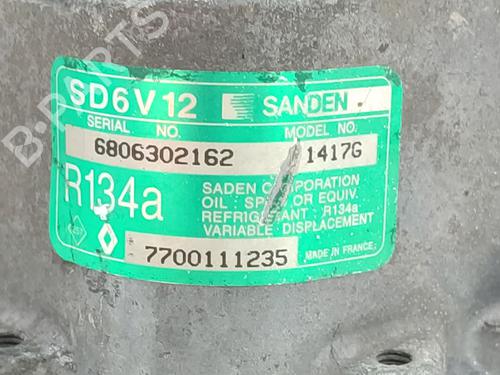 SD6V12 SANDEN
SERIAL NO. MODEL NO.
6806302162 1417G
R134a
SADEN CORPORATION
OIL: SP OR EQUIV.
REFRIGERANT R134a
VARIABLE DISPLACEMENT
7700111235 MADE IN FRANCE
B-PARTS